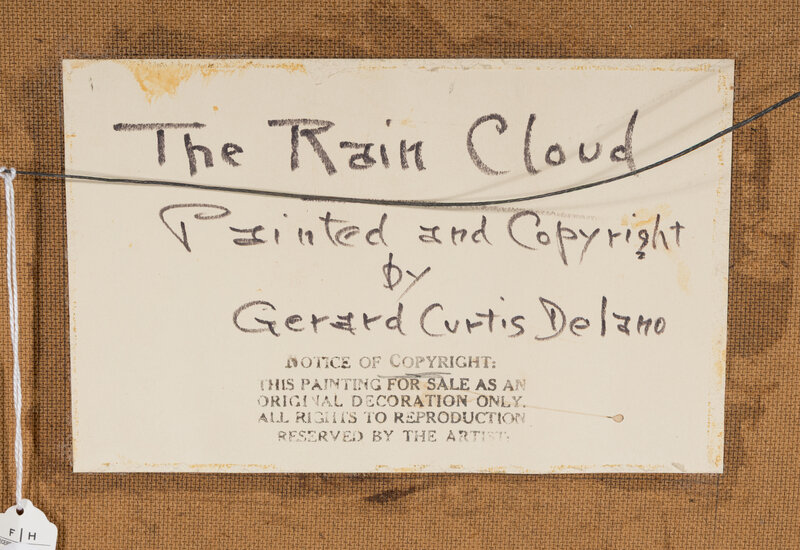 The Rain Cloud
Painted and Copyright
by
Gerard Curtis Delano
NOTICE OF COPYRIGHT:
THIS PAINTING FOR SALE AS AN
ORIGINAL DECORATION ONLY.
ALL RIGHTS TO REPRODUCTION
RESERVED BY THE ARTIST.
F|H